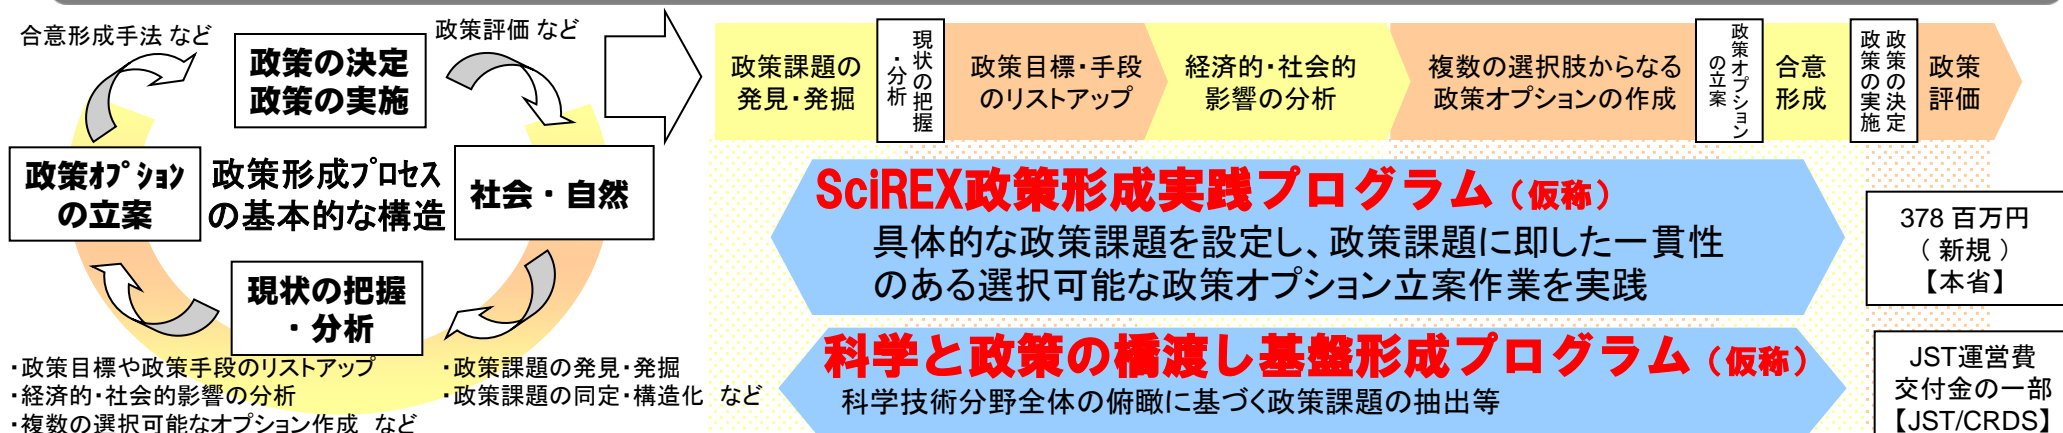 合意形成手法 など
政策評価 など
政策の決定
政策の実施
政策ｵﾌﾟｼｮﾝ
の立案
政策形成ﾌﾟﾛｾｽ
の基本的な構造
社会・自然
現状の把握
・分析
・政策目標や政策手段のリストアップ
・経済的・社会的影響の分析
・複数の選択可能なオプション作成 など
・政策課題の発見・発掘
・政策課題の同定・構造化 など
政策課題の
発見・発掘
現状の把握
・分析
政策目標・手段
のリストアップ
経済的・社会的
影響の分析
複数の選択肢からなる
政策オプションの作成
政策オプション
の立案
合意
形成
政策の決定
政策の実施
政策
評価
SciREX政策形成実践プログラム（仮称）
具体的な政策課題を設定し、政策課題に即した一貫性
のある選択可能な政策オプション立案作業を実践
378 百万円
（ 新規 ）
【本省】
科学と政策の橋渡し基盤形成プログラム（仮称）
科学技術分野全体の俯瞰に基づく政策課題の抽出等
JST運営費
交付金の一部
【JST/CRDS】